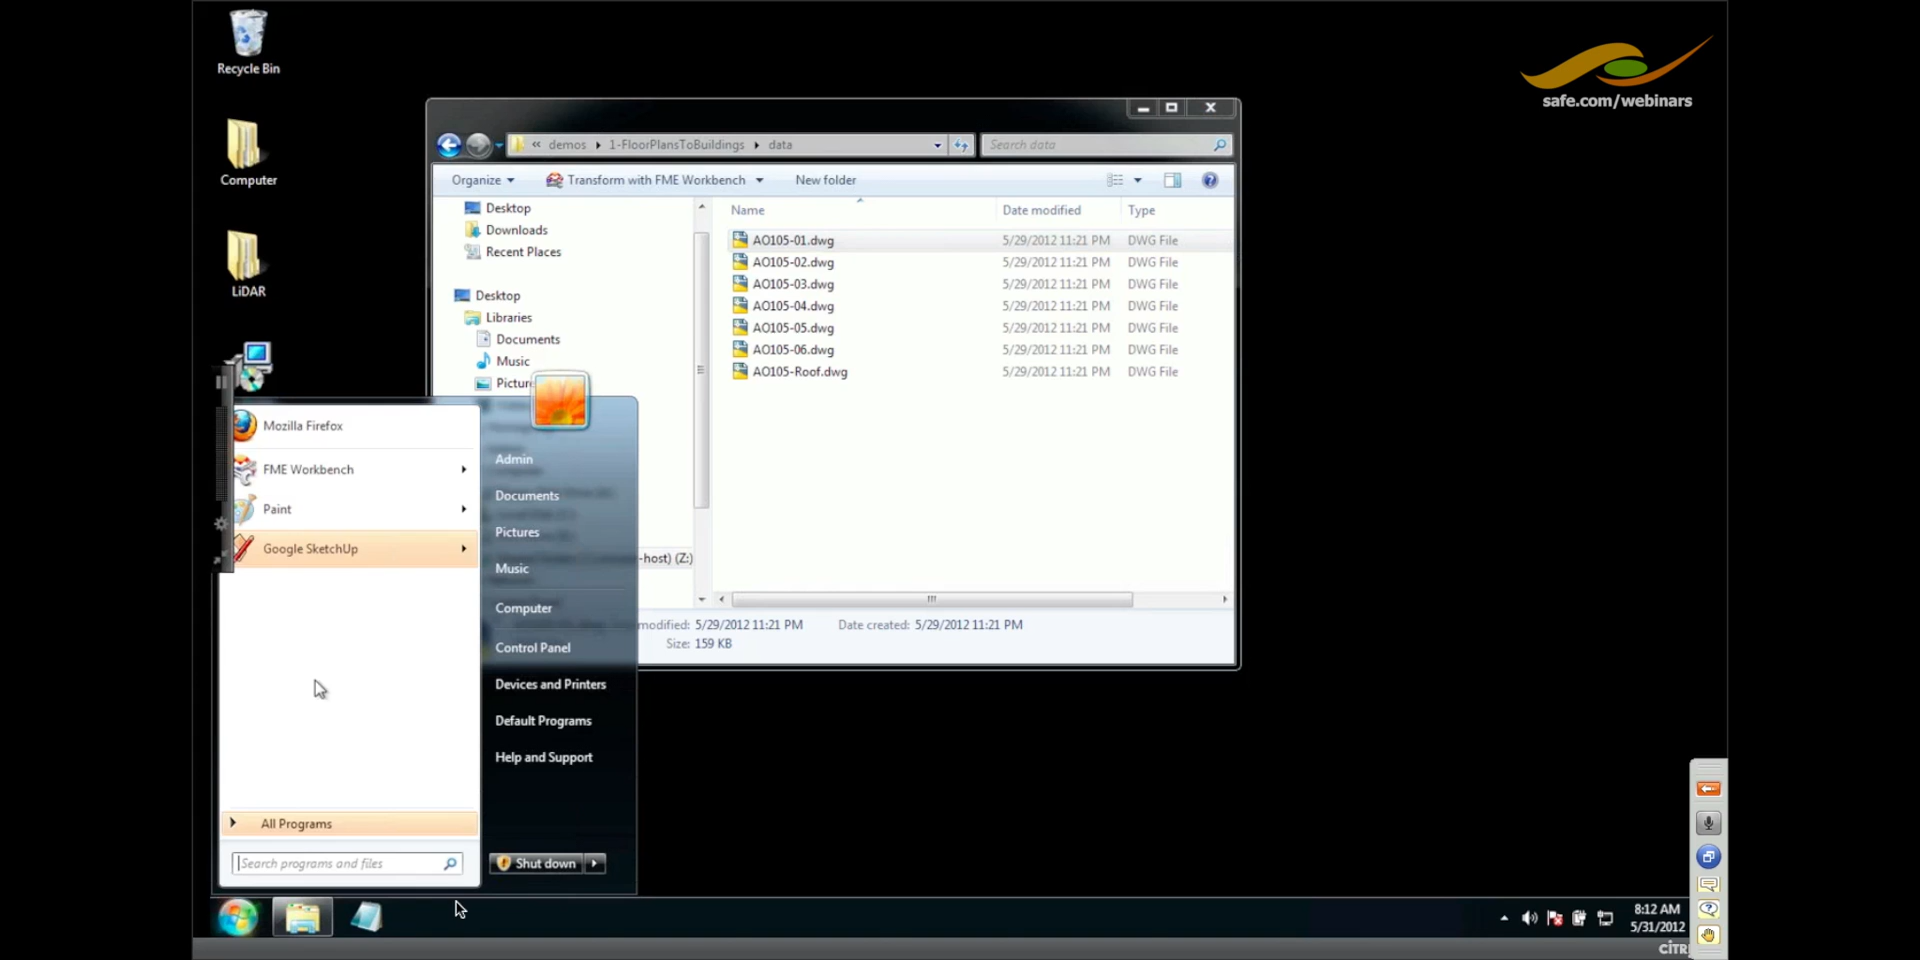 Recycle Bin
Computer
LiDAR
safe.com/webinars
« demos ▸ 1-FloorPlansToBuildings ▸ data
Search data
Organize
Transform with FME Workbench
New folder
Desktop
Downloads
Recent Places
Desktop
Libraries
Documents
Music
Name
Date modified
Type
AO105-01.dwg 5/29/2012 11:21 PM DWG File
AO105-02.dwg 5/29/2012 11:21 PM DWG File
AO105-03.dwg 5/29/2012 11:21 PM DWG File
AO105-04.dwg 5/29/2012 11:21 PM DWG File
AO105-05.dwg 5/29/2012 11:21 PM DWG File
AO105-06.dwg 5/29/2012 11:21 PM DWG File
AO105-Roof.dwg 5/29/2012 11:21 PM DWG File
-host) (Z:)
modified: 5/29/2012 11:21 PM Date created: 5/29/2012 11:21 PM
Size: 159 KB
Mozilla Firefox
FME Workbench
Paint
Google SketchUp
All Programs
Search programs and files
Admin
Documents
Pictures
Music
Computer
Control Panel
Devices and Printers
Default Programs
Help and Support
Shut down
8:12 AM
5/31/2012